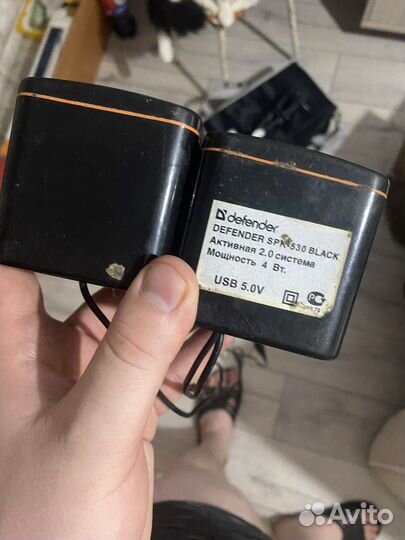 defender
DEFENDER SPK 530 BLACK
Активная 2.0 система
Мощность 4 Вт.
USB 5.0V
Avito